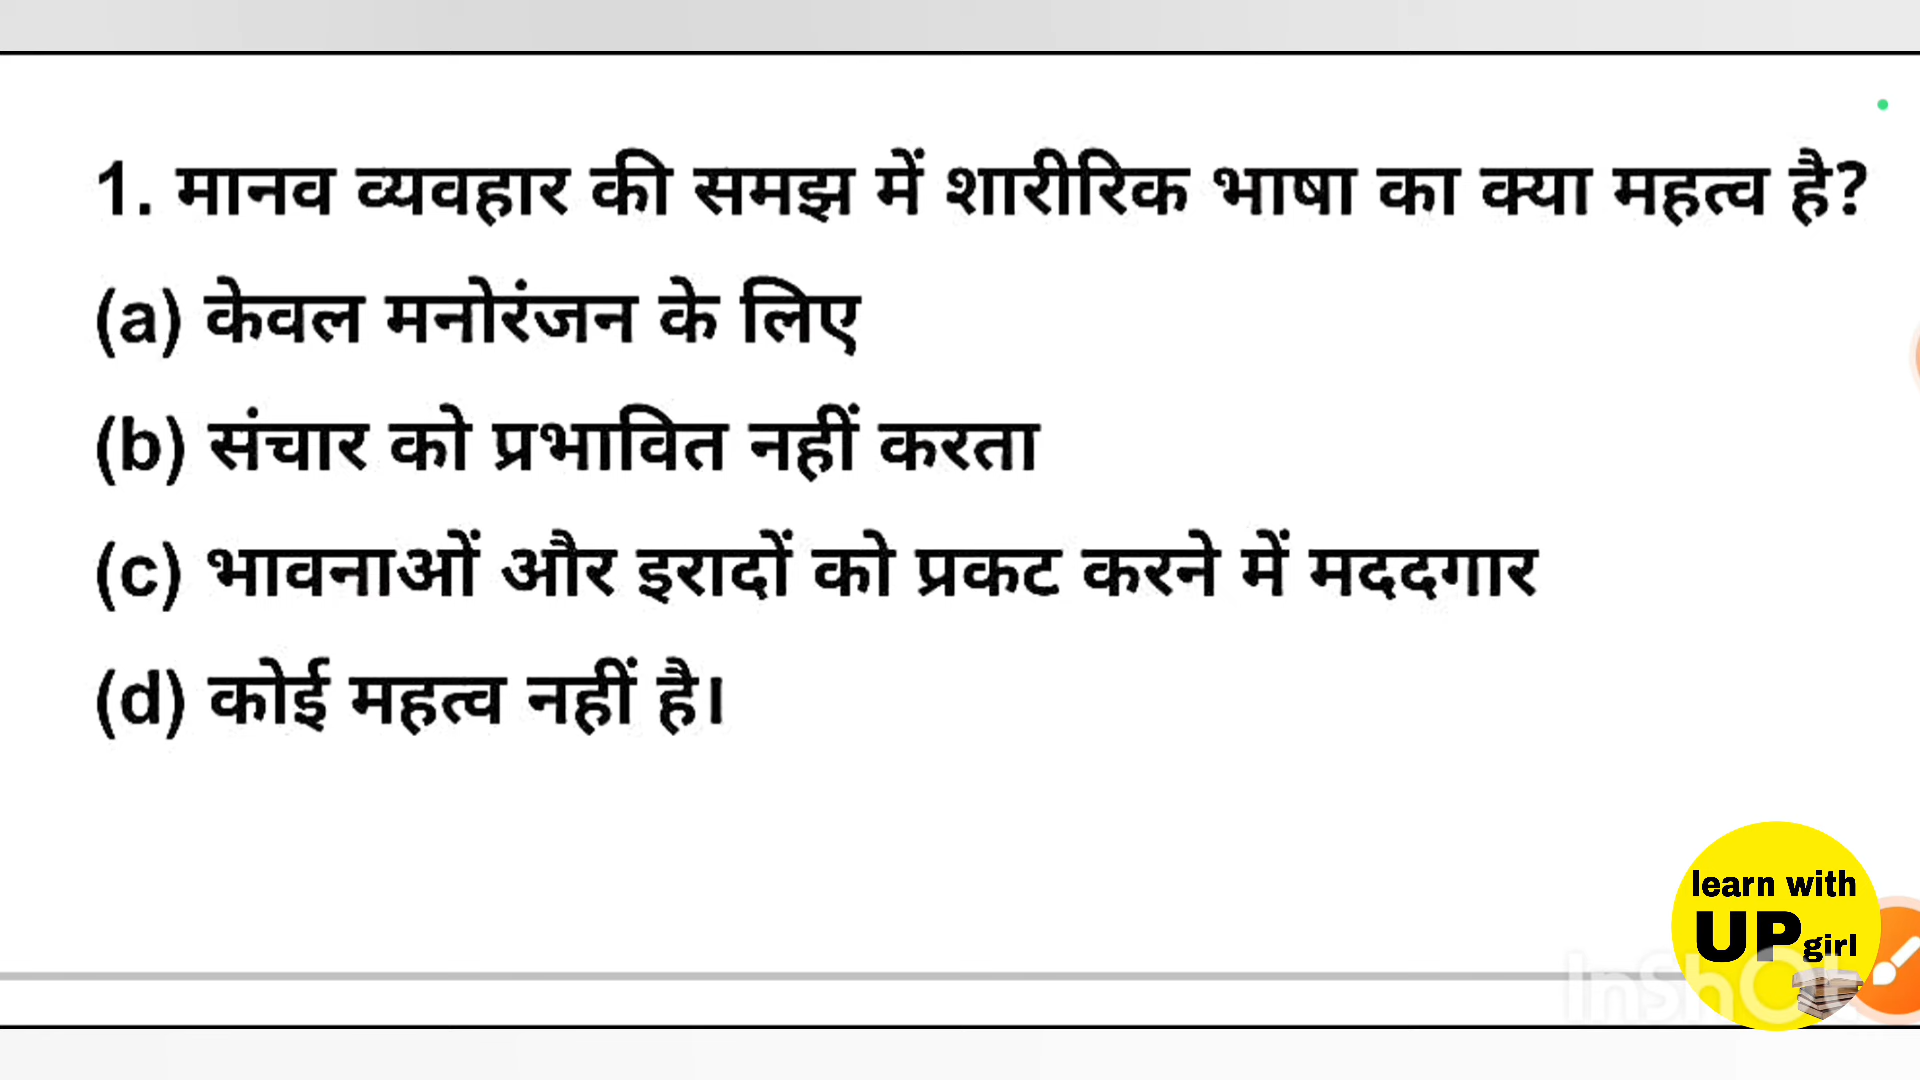 1. मानव व्यवहार की समझ में शारीरिक भाषा का क्या महत्व है?
(a) केवल मनोरंजन के लिए
(b) संचार को प्रभावित नहीं करता
(c) भावनाओं और इरादों को प्रकट करने में मददगार
(d) कोई महत्व नहीं है।
learn with
UP girl
InShOt